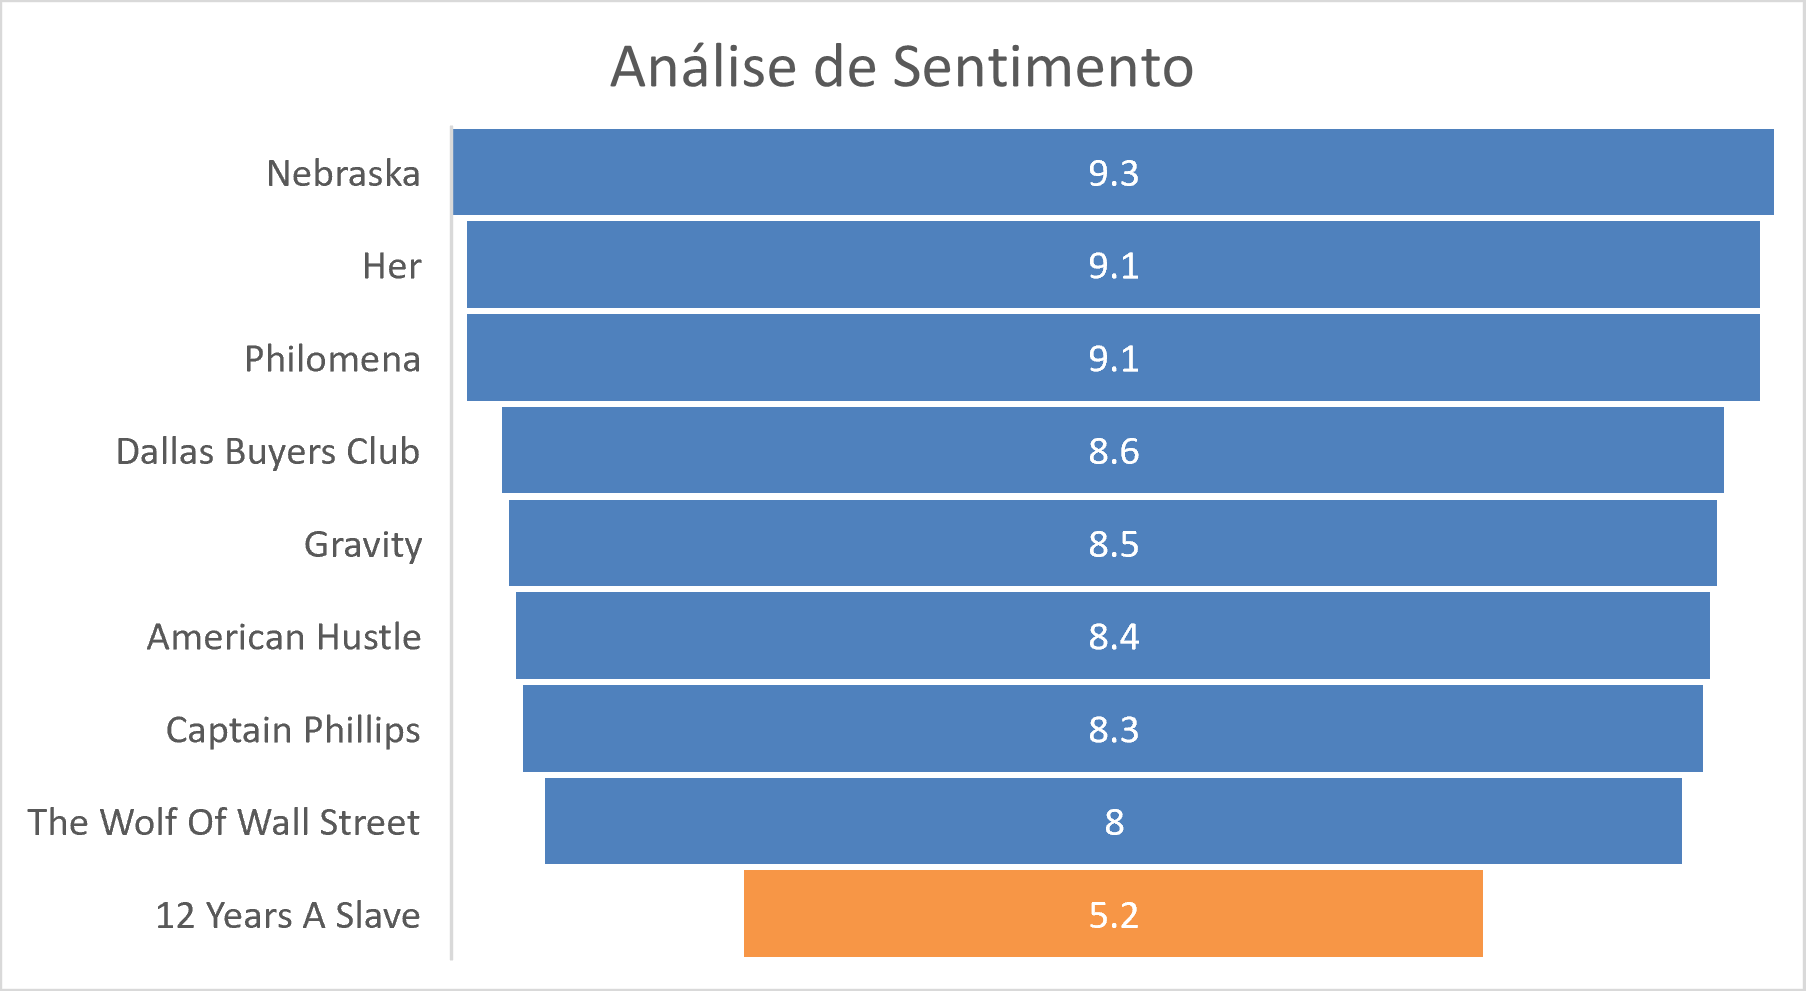 Análise de Sentimento
Nebraska 9.3
Her 9.1
Philomena 9.1
Dallas Buyers Club 8.6
Gravity 8.5
American Hustle 8.4
Captain Phillips 8.3
The Wolf Of Wall Street 8
12 Years A Slave 5.2